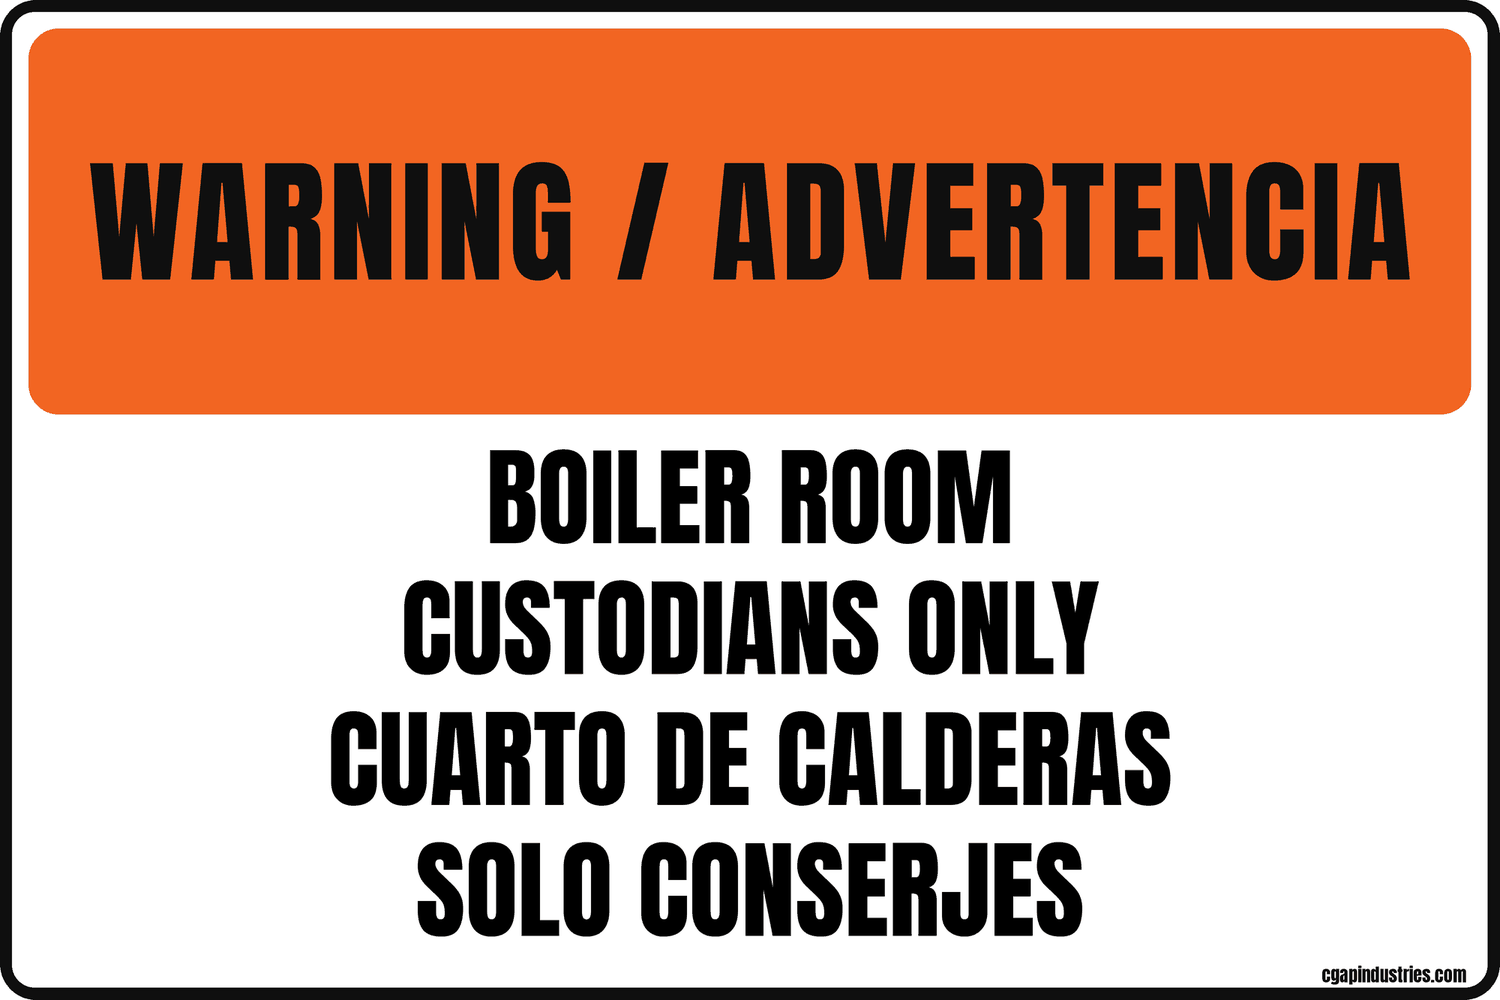 WARNING / ADVERTENCIA
BOILER ROOM
CUSTODIANS ONLY
CUARTO DE CALDERAS
SOLO CONSERJES
cgapindustries.com